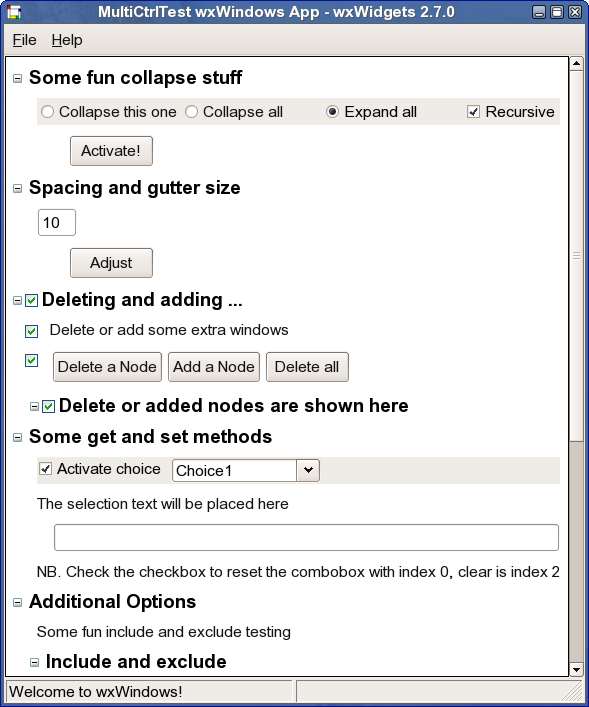 MultiCtrlTest wxWindows App - wxWidgets 2.7.0
File Help
Some fun collapse stuff
Collapse this one Collapse all Expand all Recursive
Activate!
Spacing and gutter size
10
Adjust
Deleting and adding ...
Delete or add some extra windows
Delete a Node Add a Node Delete all
Delete or added nodes are shown here
Some get and set methods
Activate choice Choice1
The selection text will be placed here
NB. Check the checkbox to reset the combobox with index 0, clear is index 2
Additional Options
Some fun include and exclude testing
Include and exclude
Welcome to wxWindows!